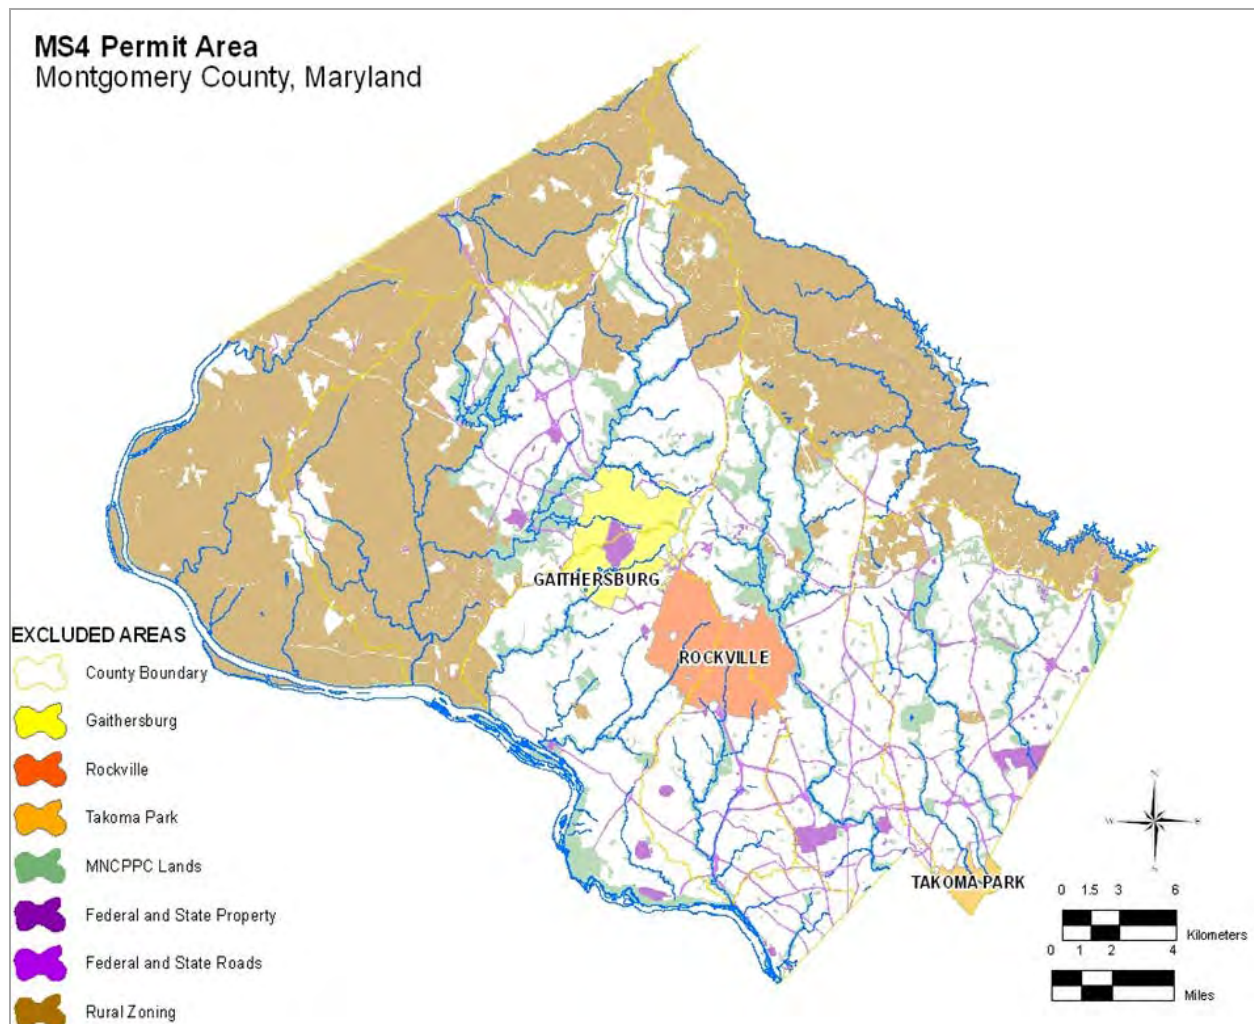 MS4 Permit Area
Montgomery County, Maryland
GAITHERSBURG
ROCKVILLE
TAKOMA PARK
EXCLUDED AREAS
County Boundary
Gaithersburg
Rockville
Takoma Park
MNCPPC Lands
Federal and State Property
Federal and State Roads
Rural Zoning
N
W E
S
0 1.5 3 6
Kilometers
0 1 2 4
Miles